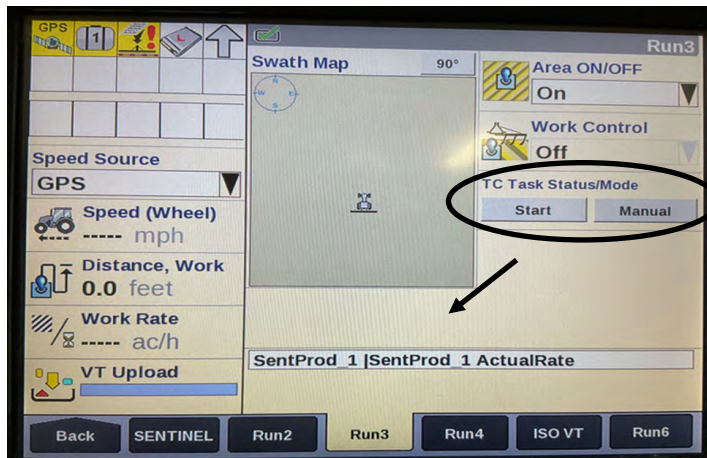 GPS
1
Run3
Swath Map
90°
N
W E
S
Area ON/OFF
On
Work Control
Off
TC Task Status/Mode
Start Manual
Speed Source
GPS
Speed (Wheel)
----- mph
Distance, Work
0.0 feet
Work Rate
----- ac/h
VT Upload
SentProd_1 |SentProd_1 ActualRate
Back SENTINEL Run2 Run3 Run4 ISO VT Run6